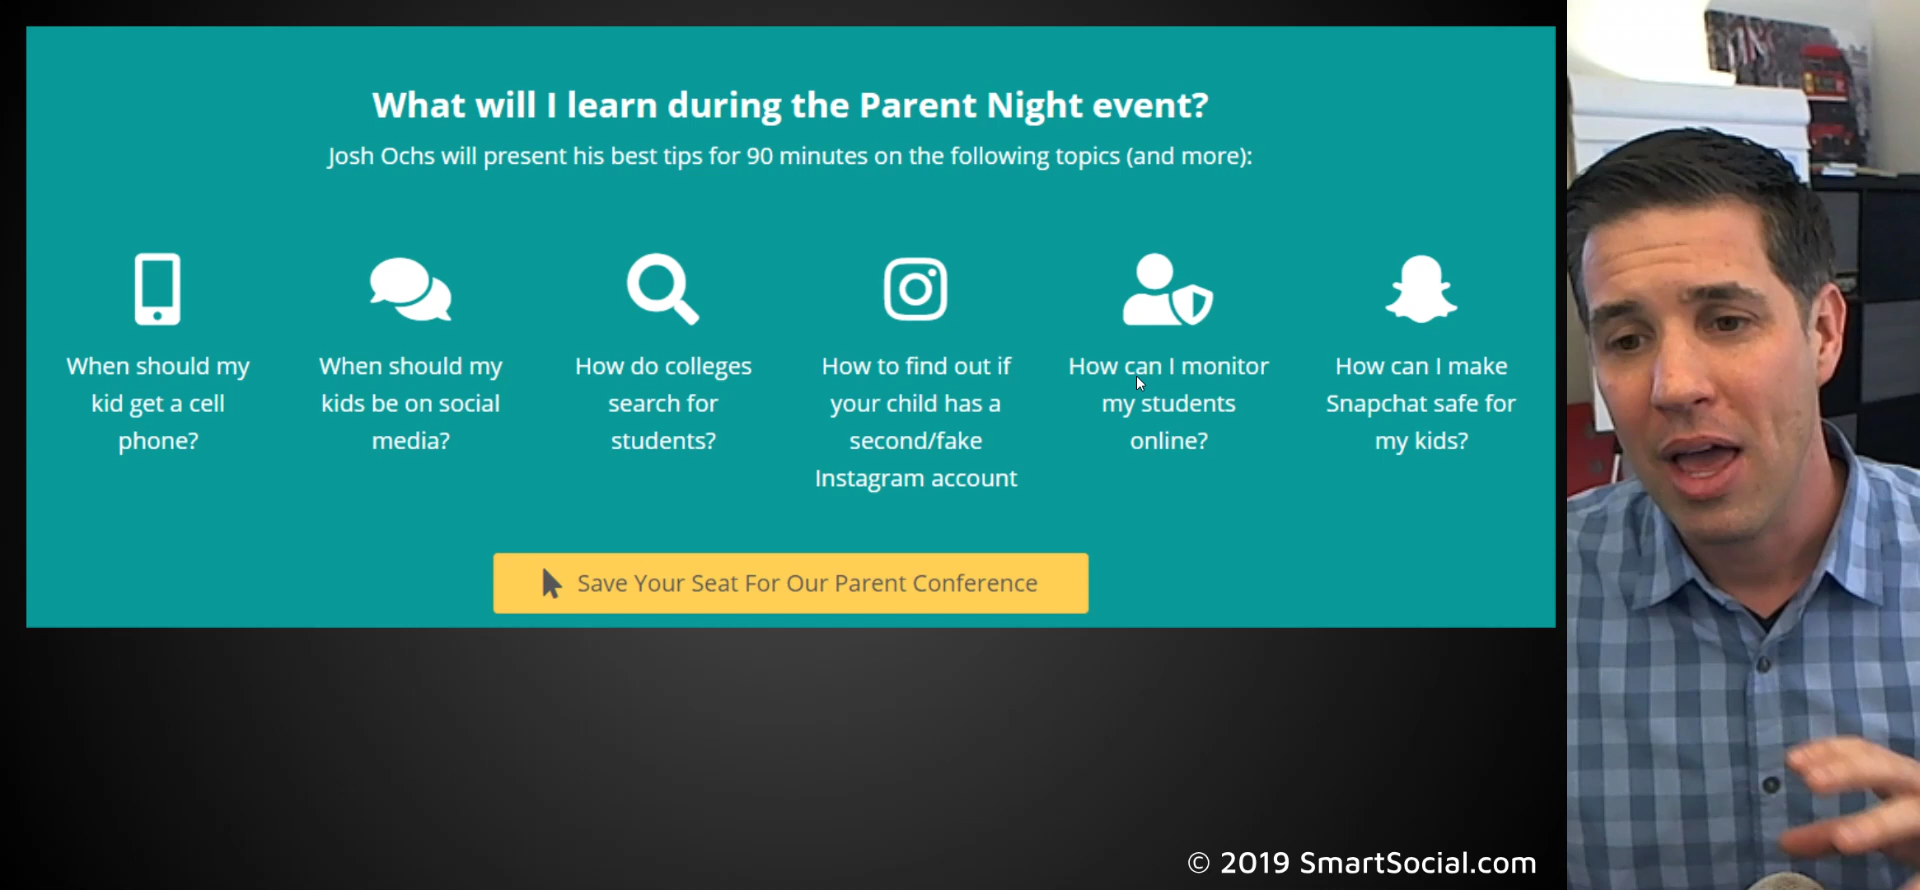 What will I learn during the Parent Night event?
Josh Ochs will present his best tips for 90 minutes on the following topics (and more):
When should my
kid get a cell
phone?
When should my
kids be on social
media?
How do colleges
search for
students?
How to find out if
your child has a
second/fake
Instagram account
How can I monitor
my students
online?
How can I make
Snapchat safe for
my kids?
Save Your Seat For Our Parent Conference
© 2019 SmartSocial.com